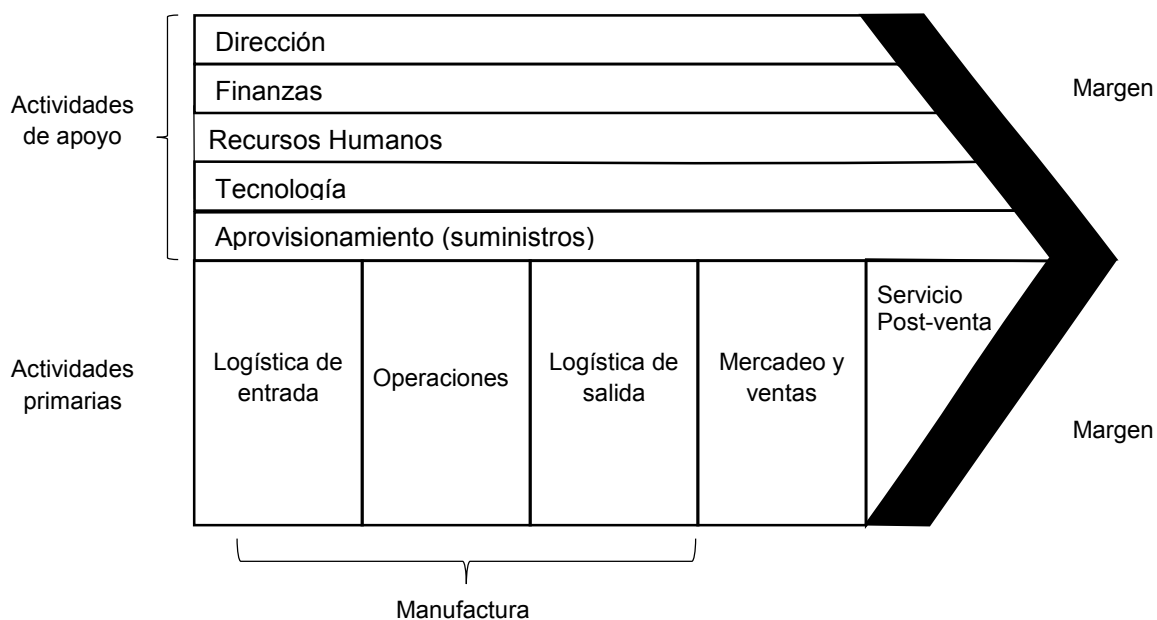 Dirección
Finanzas
Recursos Humanos
Tecnología
Aprovisionamiento (suministros)
Actividades
de apoyo
Margen
Logística de
entrada
Operaciones
Logística de
salida
Mercadeo y
ventas
Servicio
Post-venta
Actividades
primarias
Margen
Manufactura